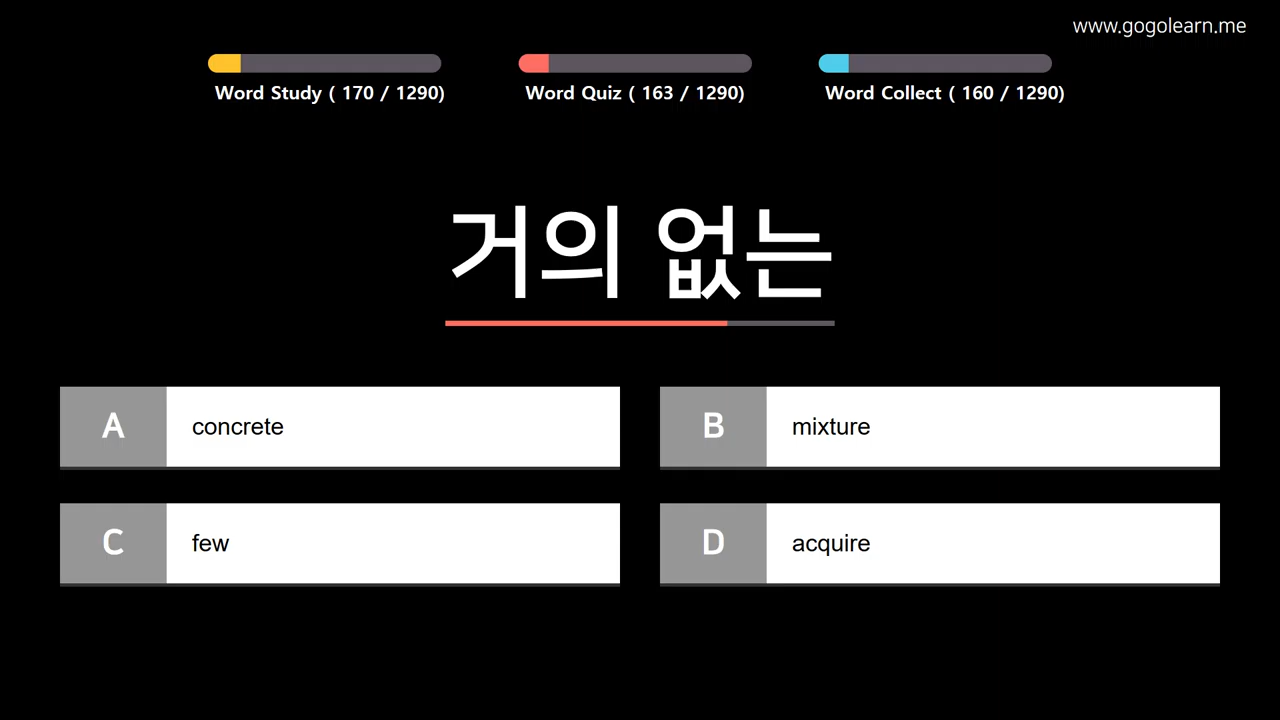 www.gogolearn.me
Word Study ( 170 / 1290)
Word Quiz ( 163 / 1290)
Word Collect ( 160 / 1290)
거의 없는
A concrete
B mixture
C few
D acquire